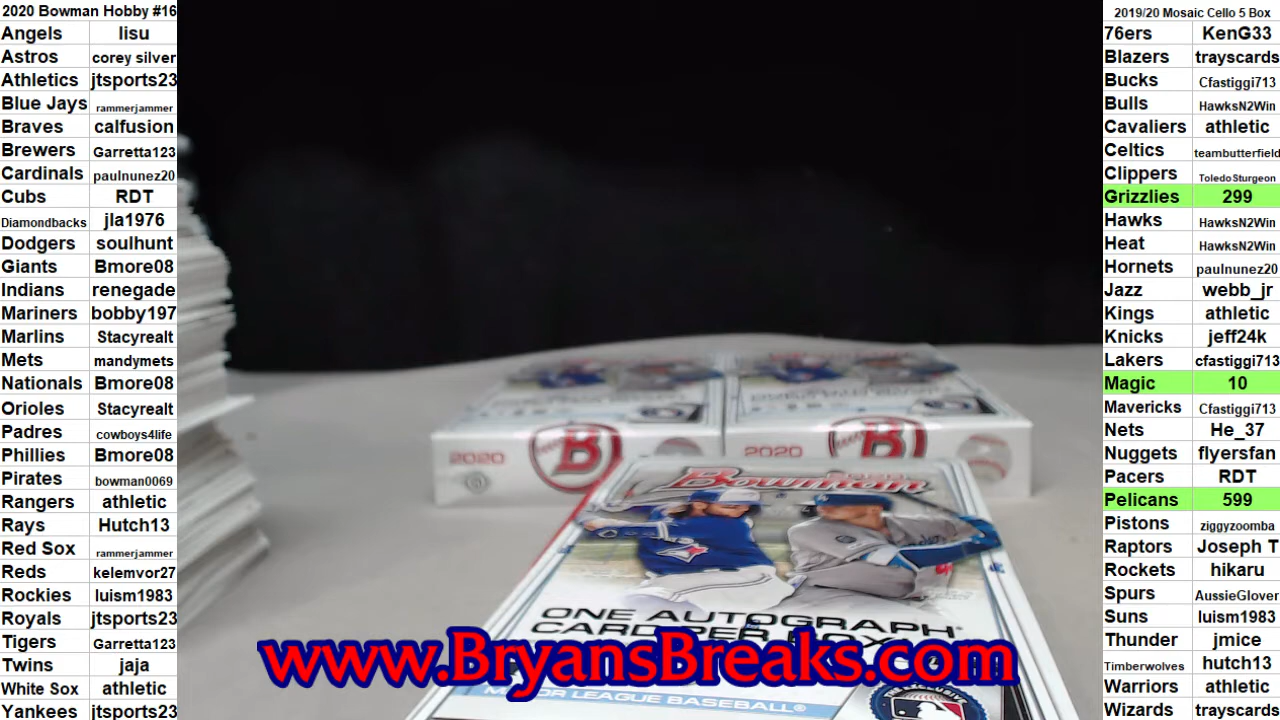 2020 Bowman Hobby #16
Angels lisu
Astros corey silver
Athletics jtsports23
Blue Jays rammerjammer
Braves calfusion
Brewers Garretta123
Cardinals paulnunez20
Cubs RDT
Diamondbacks jla1976
Dodgers soulhunt
Giants Bmore08
Indians renegade
Mariners bobby197
Marlins Stacyrealt
Mets mandymets
Nationals Bmore08
Orioles Stacyrealt
Padres cowboys4life
Phillies Bmore08
Pirates bowman0069
Rangers athletic
Rays Hutch13
Red Sox rammerjammer
Reds kelemvor27
Rockies luism1983
Royals jtsports23
Tigers Garretta123
Twins jaja
White Sox athletic
Yankees jtsports23
2020 B
2020 B
Bowman
ONE AUTOGRAPH
CARD PER BOX
MAJOR LEAGUE BASEBALL®
www.BryansBreaks.com
2019/20 Mosaic Cello 5 Box
76ers KenG33
Blazers trayscards
Bucks Cfastiggi713
Bulls HawksN2Win
Cavaliers athletic
Celtics teambutterfield
Clippers ToledoSturgeon
Grizzlies 299
Hawks HawksN2Win
Heat HawksN2Win
Hornets paulnunez20
Jazz webb_jr
Kings athletic
Knicks jeff24k
Lakers cfastiggi713
Magic 10
Mavericks Cfastiggi713
Nets He_37
Nuggets flyersfan
Pacers RDT
Pelicans 599
Pistons ziggyzoomba
Raptors Joseph T
Rockets hikaru
Spurs AussieGlover
Suns luism1983
Thunder jmice
Timberwolves hutch13
Warriors athletic
Wizards trayscards